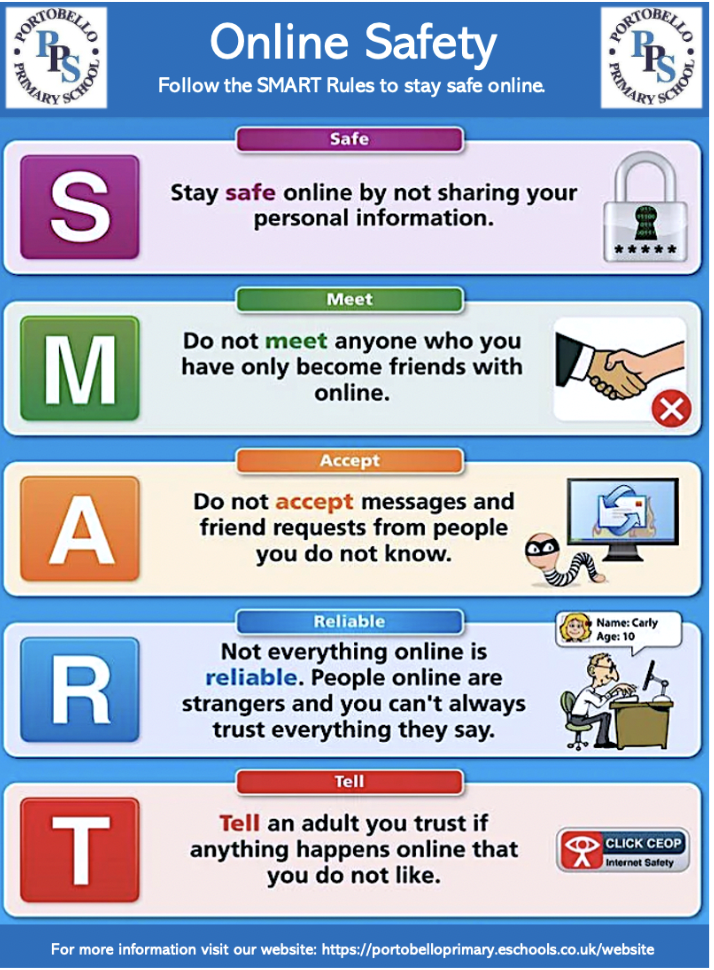 PORTOBELLO
PPS
PRIMARY SCHOOL
Online Safety
Follow the SMART Rules to stay safe online.
PORTOBELLO
PPS
PRIMARY SCHOOL
Safe
S
Stay safe online by not sharing your
personal information.
*****
Meet
M
Do not meet anyone who you
have only become friends with
online.
Accept
A
Do not accept messages and
friend requests from people
you do not know.
Reliable
R
Not everything online is
reliable. People online are
strangers and you can't always
trust everything they say.
Name: Carly
Age: 10
Tell
T
Tell an adult you trust if
anything happens online that
you do not like.
CLICK CEOP
Internet Safety
For more information visit our website: https://portobelloprimary.eschools.co.uk/website